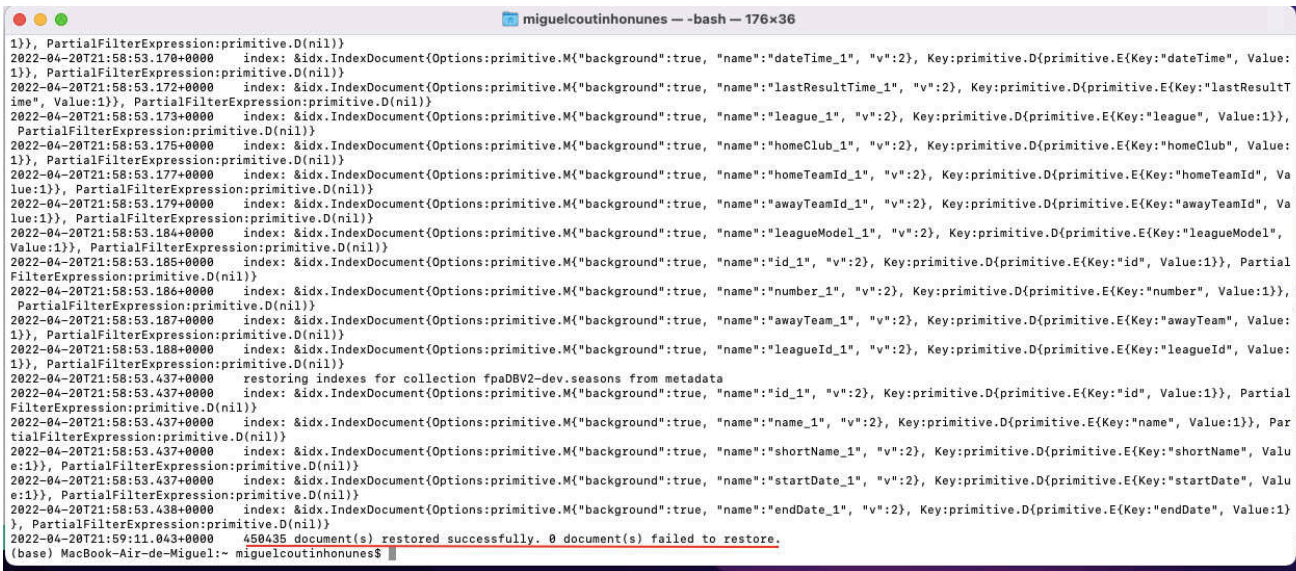 miguelcoutinhonunes — -bash — 176×36
1}}, PartialFilterExpression:primitive.D(nil)}
2022-04-20T21:58:53.170+0000    index: &idx.IndexDocument{Options:primitive.M{"background":true, "name":"dateTime_1", "v":2}, Key:primitive.D{primitive.E{Key:"dateTime", Value:
1}}, PartialFilterExpression:primitive.D(nil)}
2022-04-20T21:58:53.172+0000    index: &idx.IndexDocument{Options:primitive.M{"background":true, "name":"lastResultTime_1", "v":2}, Key:primitive.D{primitive.E{Key:"lastResultT
ime", Value:1}}, PartialFilterExpression:primitive.D(nil)}
2022-04-20T21:58:53.173+0000    index: &idx.IndexDocument{Options:primitive.M{"background":true, "name":"league_1", "v":2}, Key:primitive.D{primitive.E{Key:"league", Value:1}},
 PartialFilterExpression:primitive.D(nil)}
2022-04-20T21:58:53.175+0000    index: &idx.IndexDocument{Options:primitive.M{"background":true, "name":"homeClub_1", "v":2}, Key:primitive.D{primitive.E{Key:"homeClub", Value:
1}}, PartialFilterExpression:primitive.D(nil)}
2022-04-20T21:58:53.177+0000    index: &idx.IndexDocument{Options:primitive.M{"background":true, "name":"homeTeamId_1", "v":2}, Key:primitive.D{primitive.E{Key:"homeTeamId", Va
lue:1}}, PartialFilterExpression:primitive.D(nil)}
2022-04-20T21:58:53.179+0000    index: &idx.IndexDocument{Options:primitive.M{"background":true, "name":"awayTeamId_1", "v":2}, Key:primitive.D{primitive.E{Key:"awayTeamId", Va
lue:1}}, PartialFilterExpression:primitive.D(nil)}
2022-04-20T21:58:53.184+0000    index: &idx.IndexDocument{Options:primitive.M{"background":true, "name":"leagueModel_1", "v":2}, Key:primitive.D{primitive.E{Key:"leagueModel",
Value:1}}, PartialFilterExpression:primitive.D(nil)}
2022-04-20T21:58:53.185+0000    index: &idx.IndexDocument{Options:primitive.M{"background":true, "name":"id_1", "v":2}, Key:primitive.D{primitive.E{Key:"id", Value:1}}, Partial
FilterExpression:primitive.D(nil)}
2022-04-20T21:58:53.186+0000    index: &idx.IndexDocument{Options:primitive.M{"background":true, "name":"number_1", "v":2}, Key:primitive.D{primitive.E{Key:"number", Value:1}},
 PartialFilterExpression:primitive.D(nil)}
2022-04-20T21:58:53.187+0000    index: &idx.IndexDocument{Options:primitive.M{"background":true, "name":"awayTeam_1", "v":2}, Key:primitive.D{primitive.E{Key:"awayTeam", Value:
1}}, PartialFilterExpression:primitive.D(nil)}
2022-04-20T21:58:53.188+0000    index: &idx.IndexDocument{Options:primitive.M{"background":true, "name":"leagueId_1", "v":2}, Key:primitive.D{primitive.E{Key:"leagueId", Value:
1}}, PartialFilterExpression:primitive.D(nil)}
2022-04-20T21:58:53.437+0000    restoring indexes for collection fpaDBV2-dev.seasons from metadata
2022-04-20T21:58:53.437+0000    index: &idx.IndexDocument{Options:primitive.M{"background":true, "name":"id_1", "v":2}, Key:primitive.D{primitive.E{Key:"id", Value:1}}, Partial
FilterExpression:primitive.D(nil)}
2022-04-20T21:58:53.437+0000    index: &idx.IndexDocument{Options:primitive.M{"background":true, "name":"name_1", "v":2}, Key:primitive.D{primitive.E{Key:"name", Value:1}}, Par
tialFilterExpression:primitive.D(nil)}
2022-04-20T21:58:53.437+0000    index: &idx.IndexDocument{Options:primitive.M{"background":true, "name":"shortName_1", "v":2}, Key:primitive.D{primitive.E{Key:"shortName", Valu
e:1}}, PartialFilterExpression:primitive.D(nil)}
2022-04-20T21:58:53.437+0000    index: &idx.IndexDocument{Options:primitive.M{"background":true, "name":"startDate_1", "v":2}, Key:primitive.D{primitive.E{Key:"startDate", Valu
e:1}}, PartialFilterExpression:primitive.D(nil)}
2022-04-20T21:58:53.438+0000    index: &idx.IndexDocument{Options:primitive.M{"background":true, "name":"endDate_1", "v":2}, Key:primitive.D{primitive.E{Key:"endDate", Value:1}
}, PartialFilterExpression:primitive.D(nil)}
2022-04-20T21:59:11.043+0000    450435 document(s) restored successfully. 0 document(s) failed to restore.
(base) MacBook-Air-de-Miguel:~ miguelcoutinhonunes$